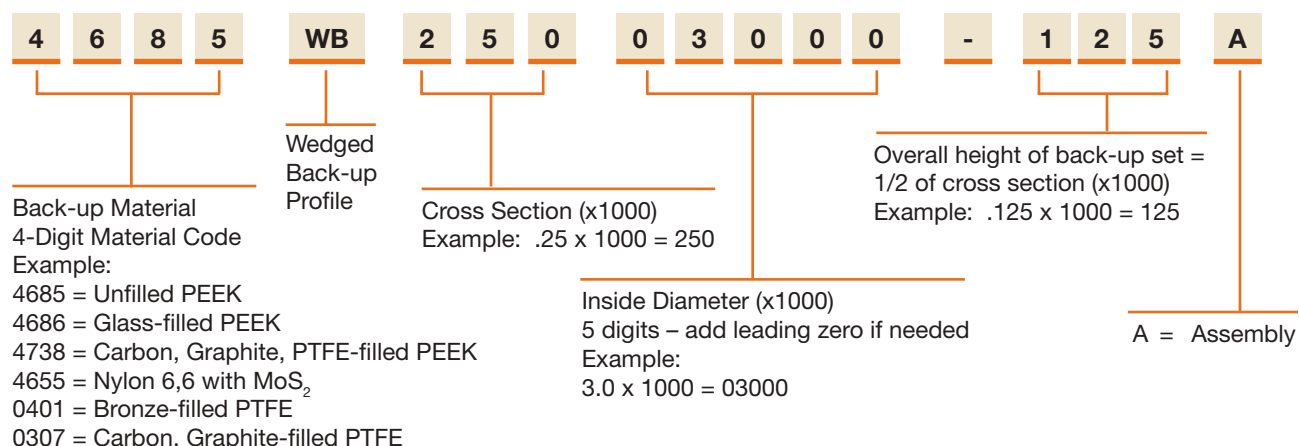 4 6 8 5 WB 2 5 0 0 3 0 0 0 - 1 2 5 A
Wedged
Back-up
Profile
Back-up Material
4-Digit Material Code
Example:
4685 = Unfilled PEEK
4686 = Glass-filled PEEK
4738 = Carbon, Graphite, PTFE-filled PEEK
4655 = Nylon 6,6 with MoS₂
0401 = Bronze-filled PTFE
0307 = Carbon, Graphite-filled PTFE
Cross Section (x1000)
Example: .25 x 1000 = 250
Inside Diameter (x1000)
5 digits – add leading zero if needed
Example:
3.0 x 1000 = 03000
Overall height of back-up set =
1/2 of cross section (x1000)
Example: .125 x 1000 = 125
A = Assembly